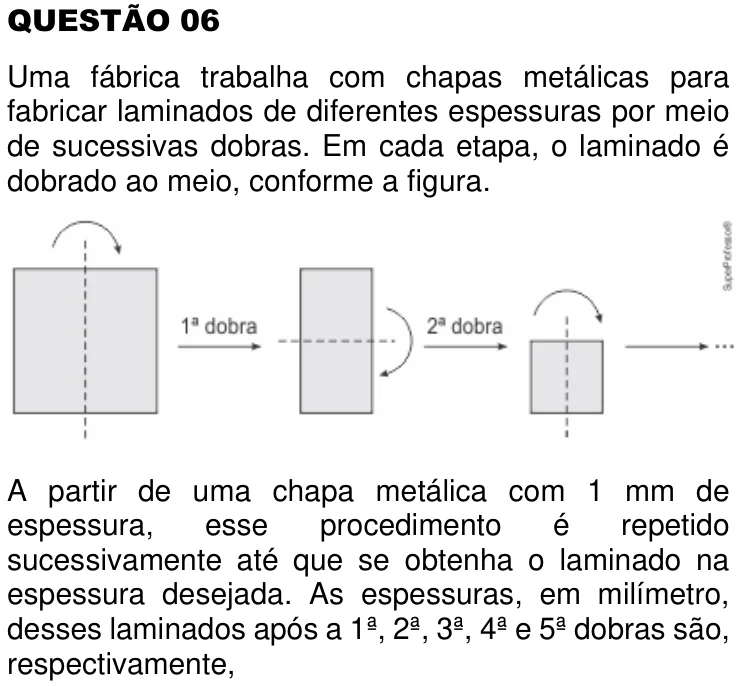 QUESTÃO 06
Uma fábrica trabalha com chapas metálicas para
fabricar laminados de diferentes espessuras por meio
de sucessivas dobras. Em cada etapa, o laminado é
dobrado ao meio, conforme a figura.
SuperProfessor®
1ª dobra
2ª dobra
...
A partir de uma chapa metálica com 1 mm de
espessura, esse procedimento é repetido
sucessivamente até que se obtenha o laminado na
espessura desejada. As espessuras, em milímetro,
desses laminados após a 1ª, 2ª, 3ª, 4ª e 5ª dobras são,
respectivamente,